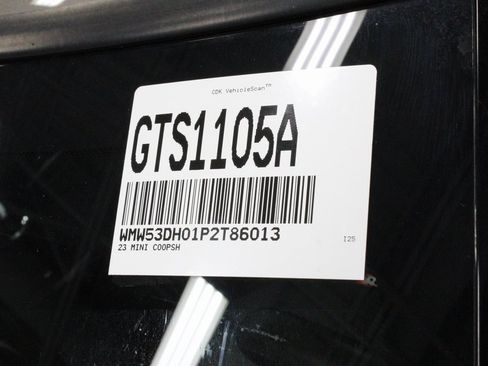 CDK VehicleScan™
GTS1105A
WMW53DH01P2T86013
23 MINI COOPSH
I25